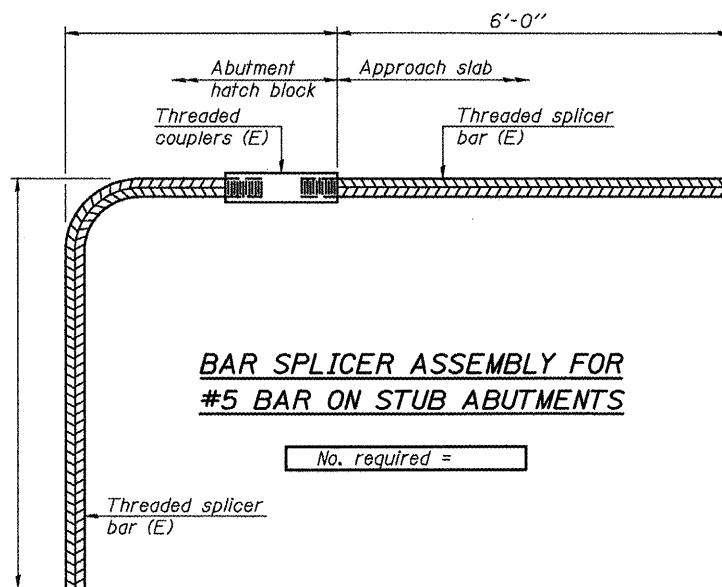 6'-0"
Abutment
hatch block
Approach slab
Threaded
couplers (E)
Threaded splicer
bar (E)
BAR SPLICER ASSEMBLY FOR
#5 BAR ON STUB ABUTMENTS
No. required =
Threaded splicer
bar (E)